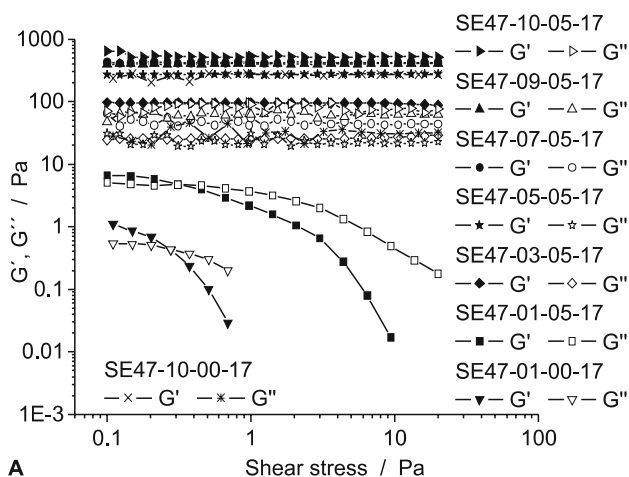 1000
100
10
1
0.1
0.01
1E-3
G′, G′′ / Pa
0.1
1
10
100
Shear stress / Pa
A
SE47-10-00-17
G' G"
SE47-10-05-17
G' G"
SE47-09-05-17
G' G"
SE47-07-05-17
G' G"
SE47-05-05-17
G' G"
SE47-03-05-17
G' G"
SE47-01-05-17
G' G"
SE47-01-00-17
G' G"